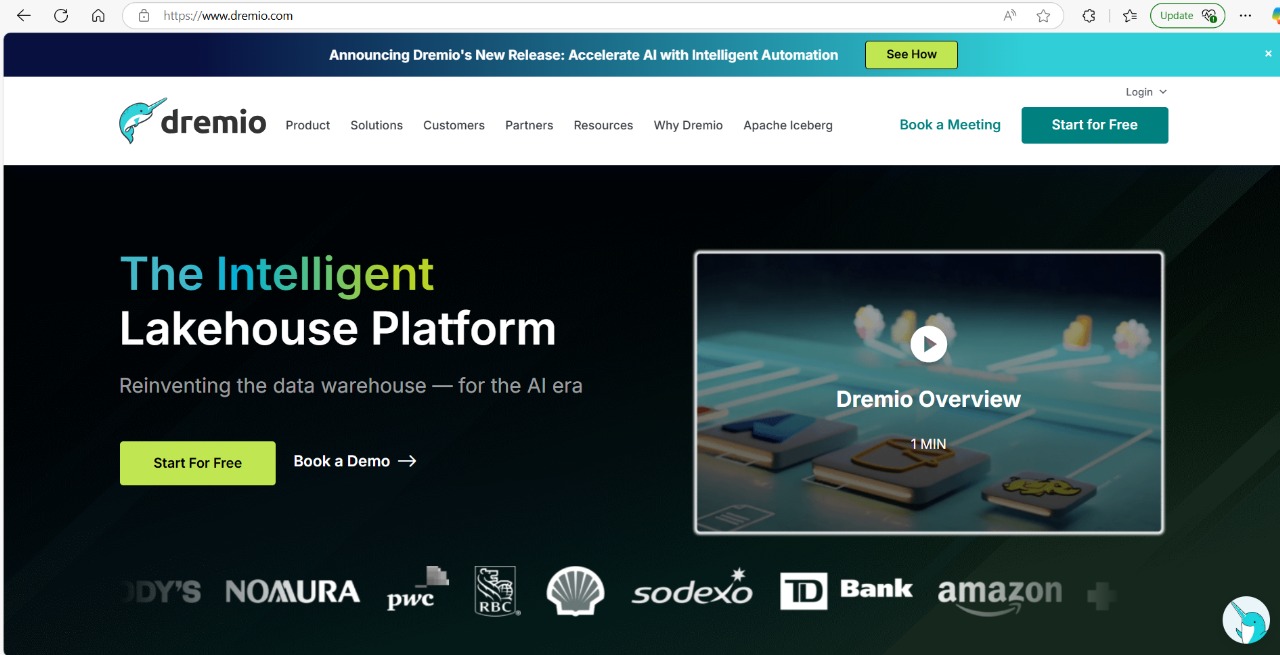 https://www.dremio.com
Update
Announcing Dremio's New Release: Accelerate AI with Intelligent Automation
See How
Login
dremio
Product
Solutions
Customers
Partners
Resources
Why Dremio
Apache Iceberg
Book a Meeting
Start for Free
The Intelligent
Lakehouse Platform
Reinventing the data warehouse — for the AI era
Start For Free
Book a Demo →
Dremio Overview
1 MIN
DY'S
NOMURA
pwc
RBC
sodexo
TD Bank
amazon